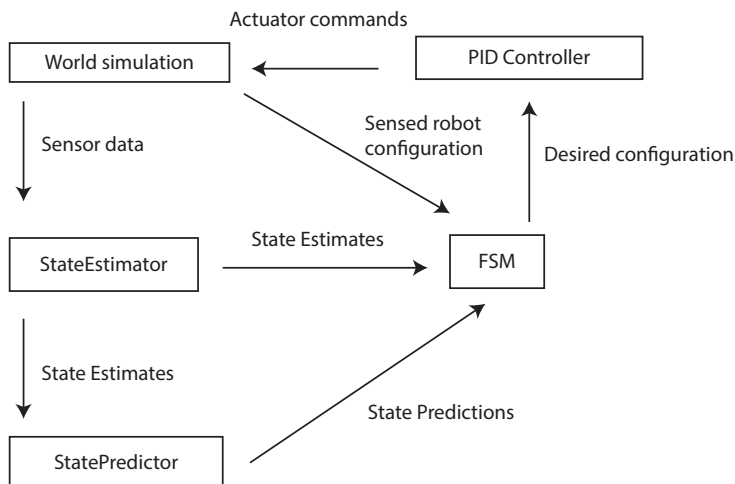 Actuator commands
World simulation
PID Controller
Sensor data
Sensed robot
configuration
Desired configuration
StateEstimator
State Estimates
FSM
State Estimates
State Predictions
StatePredictor